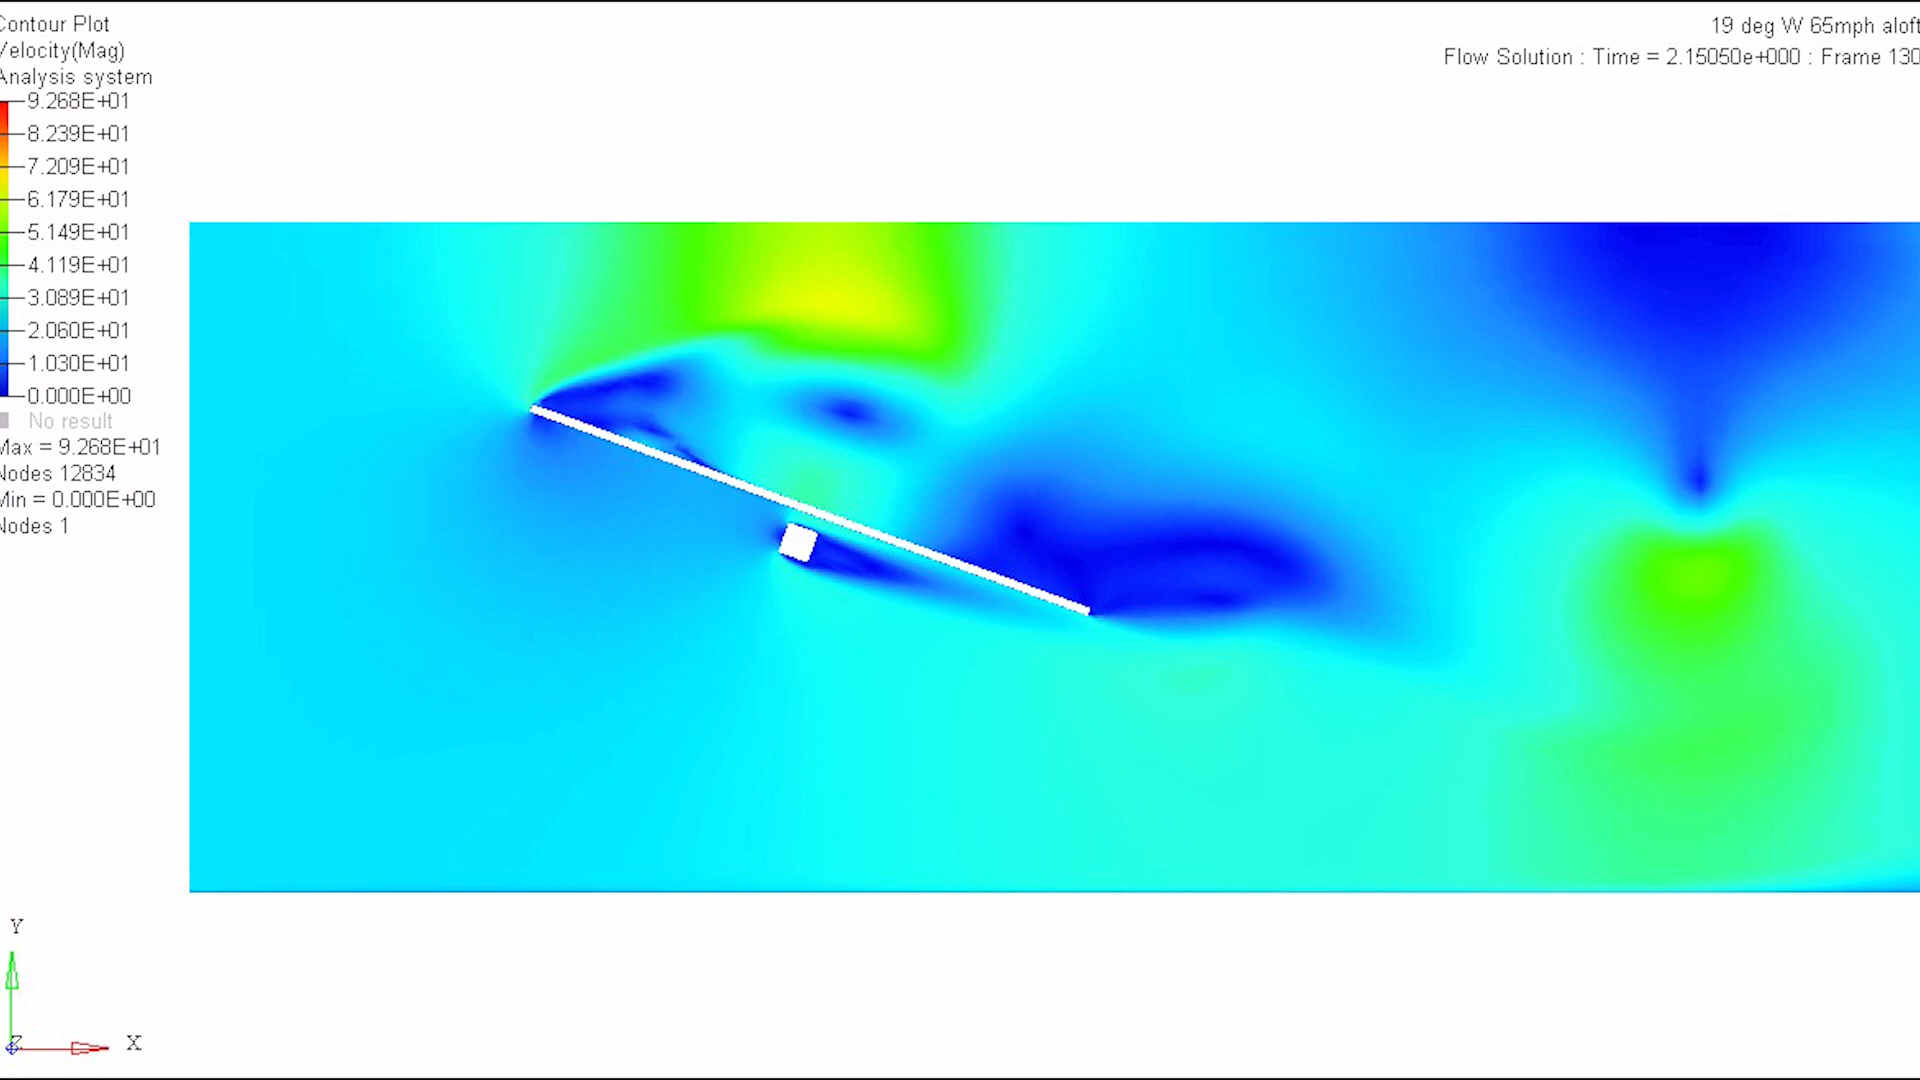 Contour Plot
Velocity(Mag)
Analysis system
9.268E+01
8.239E+01
7.209E+01
6.179E+01
5.149E+01
4.119E+01
3.089E+01
2.060E+01
1.030E+01
0.000E+00
No result
Max = 9.268E+01
Nodes 12834
Min = 0.000E+00
Nodes 1
19 deg W 65mph aloft
Flow Solution : Time = 2.15050e+000 : Frame 130
Y
Z
X